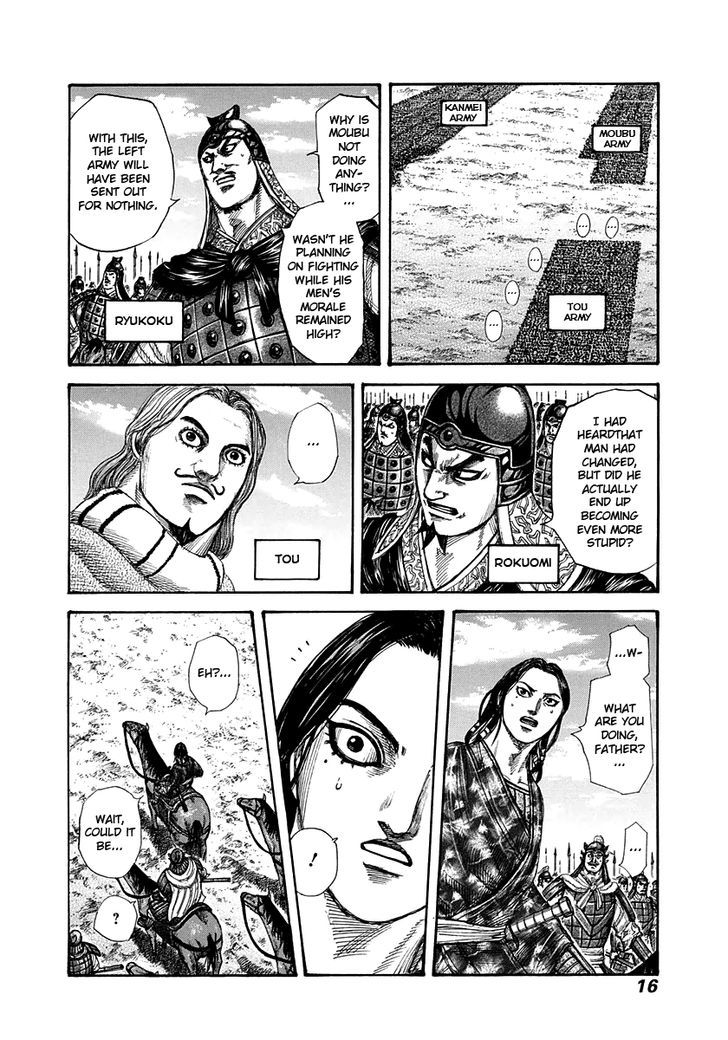 KANMEI
ARMY
MOUBU
ARMY
...
...
...
...
TOU
ARMY
WHY IS
MOUBU
NOT
DOING
ANY-
THING?
...
WASN'T HE
PLANNING
ON FIGHTING
WHILE HIS
MEN'S
MORALE
REMAINED
HIGH?
WITH THIS,
THE LEFT
ARMY WILL
HAVE BEEN
SENT OUT
FOR NOTHING.
RYUKOKU
I HAD
HEARDTHAT
MAN HAD
CHANGED,
BUT DID HE
ACTUALLY
END UP
BECOMING
EVEN MORE
STUPID?
ROKUOMI
...
TOU
...W-
WHAT
ARE YOU
DOING,
FATHER?
...
...
!
EH?...
WAIT,
COULD IT
BE...
?
16